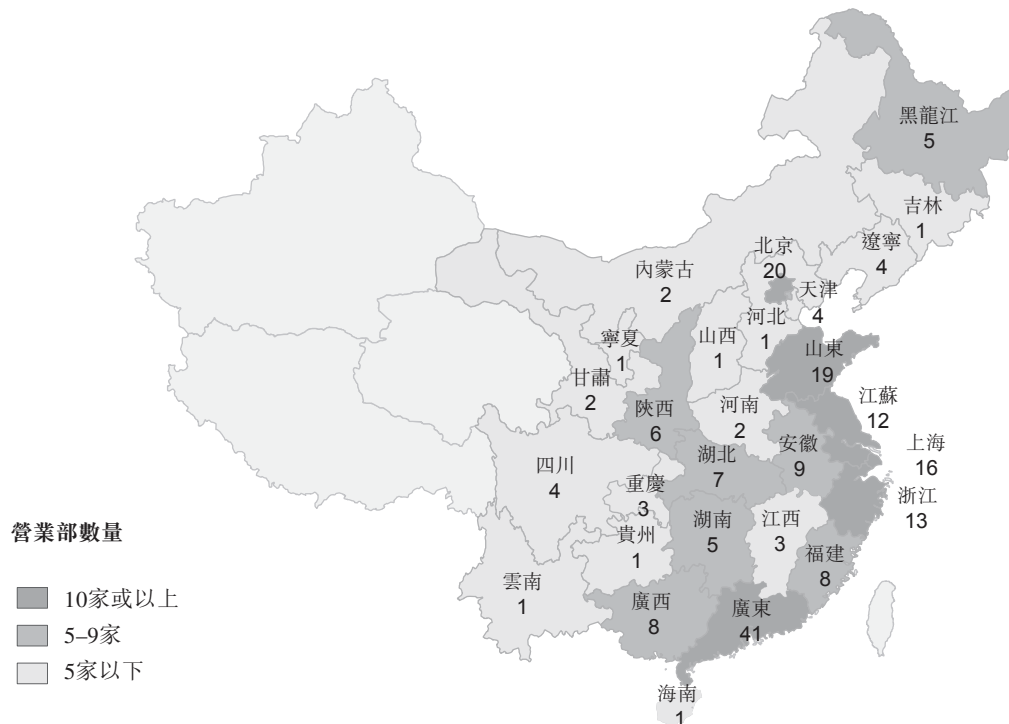 黑龍江
5
吉林
1
遼寧
4
北京
20
內蒙古
2
天津
4
河北
1
山西
1
寧夏
1
山東
19
甘肅
2
江蘇
12
陝西
6
河南
2
安徽
9
上海
16
湖北
7
四川
4
重慶
3
浙江
13
湖南
5
江西
3
貴州
1
福建
8
雲南
1
廣西
8
廣東
41
海南
1
營業部數量
10家或以上
5–9家
5家以下